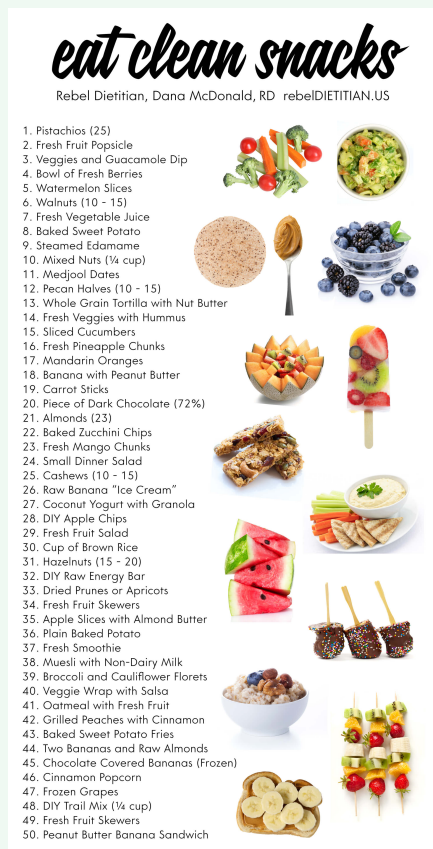 eat clean snacks
Rebel Dietitian, Dana McDonald, RD rebelDIETITIAN.US
1. Pistachios (25)
2. Fresh Fruit Popsicle
3. Veggies and Guacamole Dip
4. Bowl of Fresh Berries
5. Watermelon Slices
6. Walnuts (10 - 15)
7. Fresh Vegetable Juice
8. Baked Sweet Potato
9. Steamed Edamame
10. Mixed Nuts (¼ cup)
11. Medjool Dates
12. Pecan Halves (10 - 15)
13. Whole Grain Tortilla with Nut Butter
14. Fresh Veggies with Hummus
15. Sliced Cucumbers
16. Fresh Pineapple Chunks
17. Mandarin Oranges
18. Banana with Peanut Butter
19. Carrot Sticks
20. Piece of Dark Chocolate (72%)
21. Almonds (23)
22. Baked Zucchini Chips
23. Fresh Mango Chunks
24. Small Dinner Salad
25. Cashews (10 - 15)
26. Raw Banana “Ice Cream”
27. Coconut Yogurt with Granola
28. DIY Apple Chips
29. Fresh Fruit Salad
30. Cup of Brown Rice
31. Hazelnuts (15 - 20)
32. DIY Raw Energy Bar
33. Dried Prunes or Apricots
34. Fresh Fruit Skewers
35. Apple Slices with Almond Butter
36. Plain Baked Potato
37. Fresh Smoothie
38. Muesli with Non-Dairy Milk
39. Broccoli and Cauliflower Florets
40. Veggie Wrap with Salsa
41. Oatmeal with Fresh Fruit
42. Grilled Peaches with Cinnamon
43. Baked Sweet Potato Fries
44. Two Bananas and Raw Almonds
45. Chocolate Covered Bananas (Frozen)
46. Cinnamon Popcorn
47. Frozen Grapes
48. DIY Trail Mix (¼ cup)
49. Fresh Fruit Skewers
50. Peanut Butter Banana Sandwich